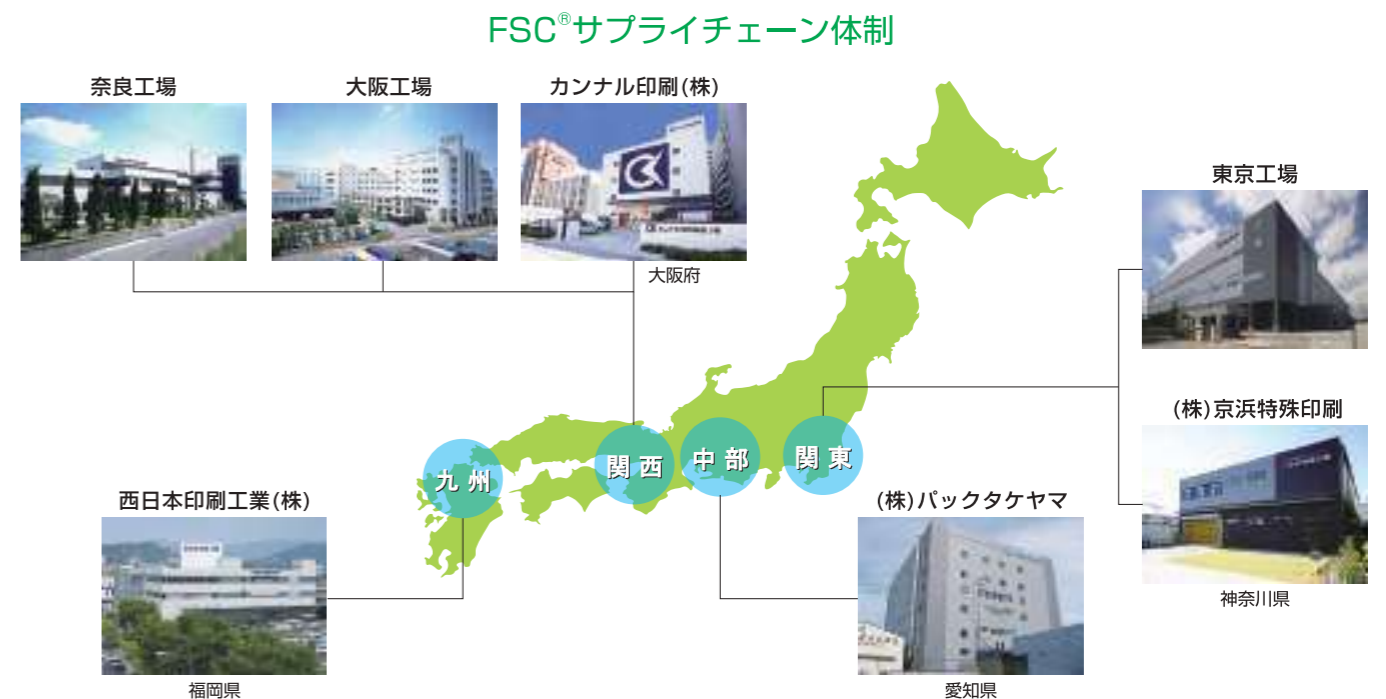 FSC®サプライチェーン体制
奈良工場
大阪工場
カンナル印刷(株)
大阪府
東京工場
(株)京浜特殊印刷
神奈川県
九州
関西
中部
関東
西日本印刷工業(株)
福岡県
(株)パックタケヤマ
愛知県